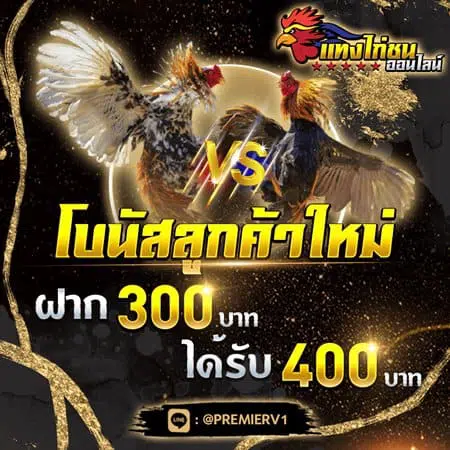 แทงไก่ชน
ออนไลน์
VS
โบนัสลูกค้าใหม่
ฝาก 300 บาท
ได้รับ 400 บาท
LINE : @PREMIERV1